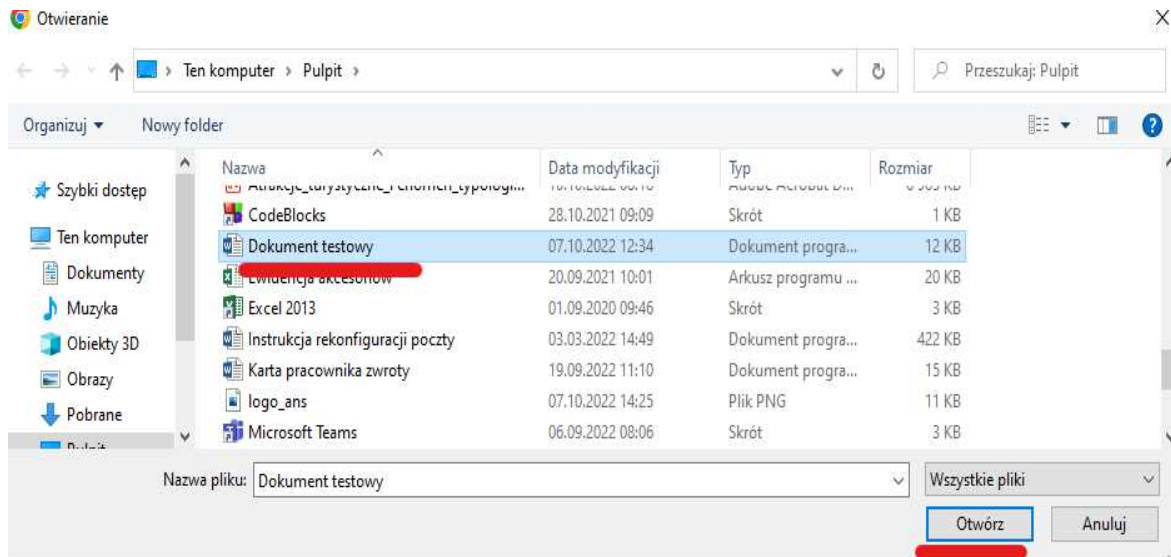 Otwieranie
Ten komputer › Pulpit ›
Przeszukaj: Pulpit
Organizuj
Nowy folder
Nazwa Data modyfikacji Typ Rozmiar
Szybki dostęp
Ten komputer
Dokumenty
Muzyka
Obiekty 3D
Obrazy
Pobrane
Pulpit
CodeBlocks 28.10.2021 09:09 Skrót 1 KB
Dokument testowy 07.10.2022 12:34 Dokument progra... 12 KB
Ewidencja akcesoriów 20.09.2021 10:01 Arkusz programu ... 20 KB
Excel 2013 01.09.2020 09:46 Skrót 3 KB
Instrukcja rekonfiguracji poczty 03.03.2022 14:49 Dokument progra... 422 KB
Karta pracownika zwroty 19.09.2022 11:10 Dokument progra... 15 KB
logo_ans 07.10.2022 14:25 Plik PNG 11 KB
Microsoft Teams 06.09.2022 08:06 Skrót 3 KB
Nazwa pliku: Dokument testowy
Wszystkie pliki
Otwórz Anuluj